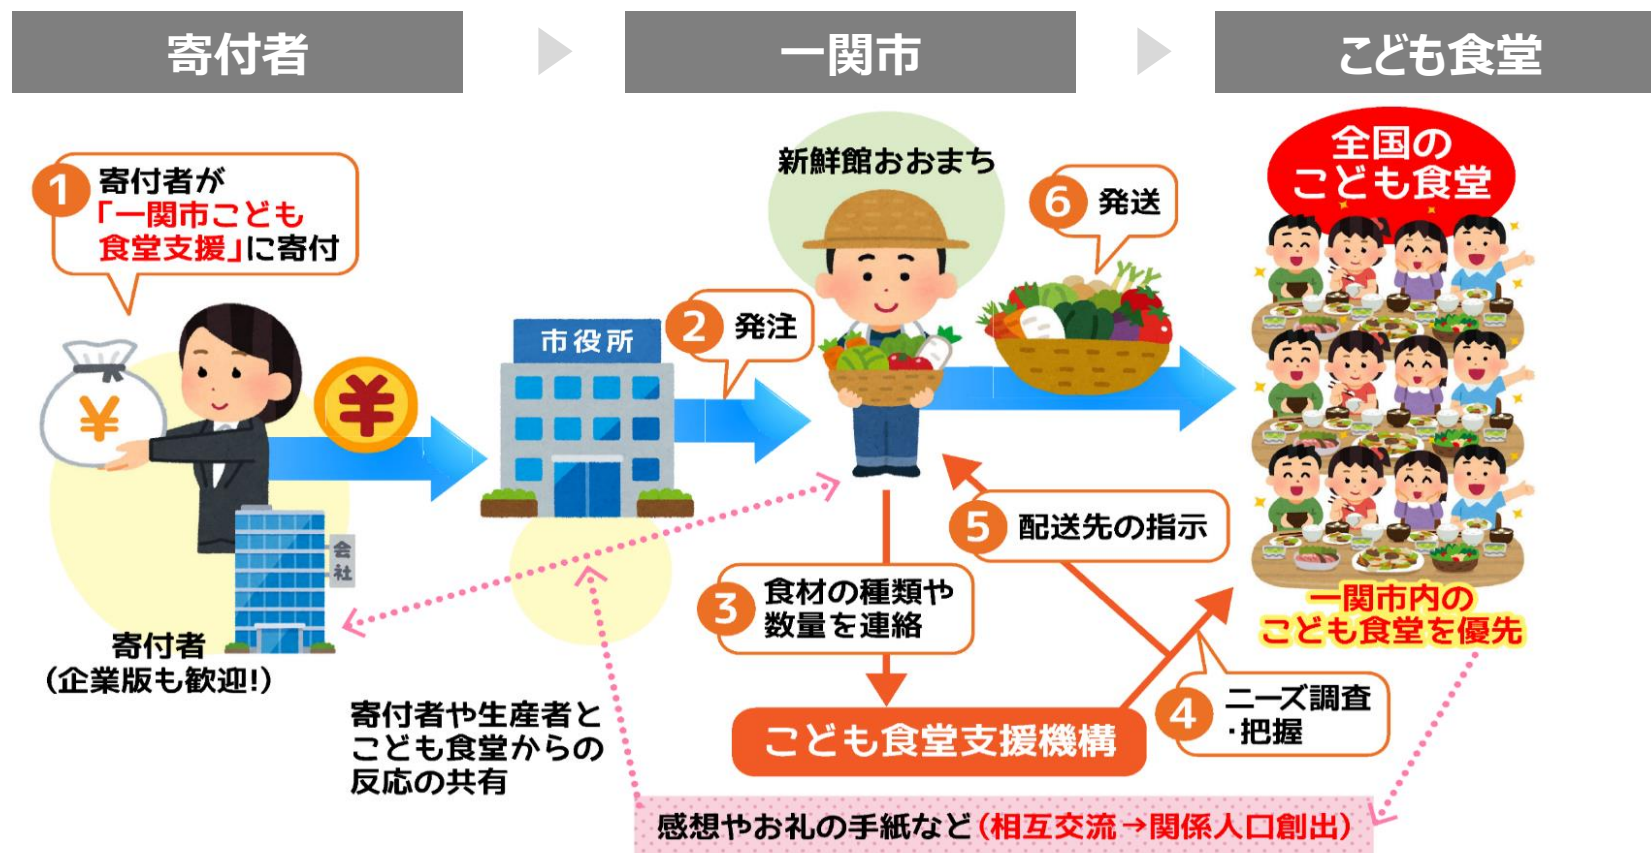 寄付者
一関市
こども食堂
1
寄付者が
「一関市こども
食堂支援」に寄付
¥
¥
会社
寄付者
(企業版も歓迎!)
市役所
2 発注
新鮮館おおまち
6 発送
全国の
こども食堂
一関市内の
こども食堂を優先
3 食材の種類や
数量を連絡
5 配送先の指示
4 ニーズ調査
・把握
こども食堂支援機構
寄付者や生産者と
こども食堂からの
反応の共有
感想やお礼の手紙など(相互交流→関係人口創出)